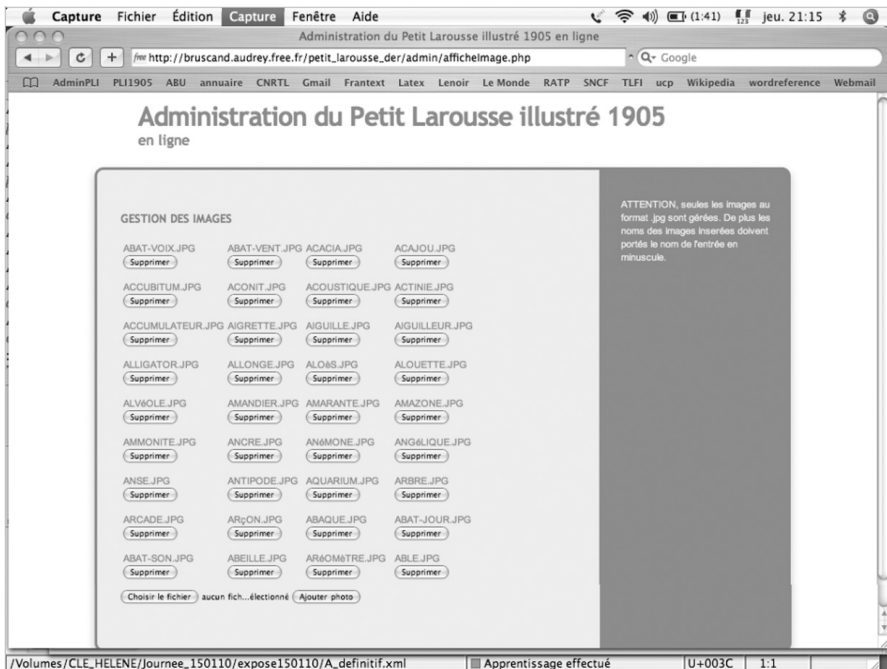 Capture Fichier Édition Capture Fenêtre Aide (1:41) 123 jeu. 21:15
Administration du Petit Larousse illustré 1905 en ligne
free http://bruscand.audrey.free.fr/petit_larousse_der/admin/afficheImage.php Google
AdminPLI PLI1905 ABU annuaire CNRTL Gmail Frantext Latex Lenoir Le Monde RATP SNCF TLFI ucp Wikipedia wordreference Webmail
Administration du Petit Larousse illustré 1905
en ligne
GESTION DES IMAGES
ABAT-VOIX.JPG ABAT-VENT.JPG ACACIA.JPG ACAJOU.JPG
Supprimer Supprimer Supprimer Supprimer
ACCUBITUM.JPG ACONIT.JPG ACOUSTIQUE.JPG ACTINIE.JPG
Supprimer Supprimer Supprimer Supprimer
ACCUMULATEUR.JPG AIGRETTE.JPG AIGUILLE.JPG AIGUILLEUR.JPG
Supprimer Supprimer Supprimer Supprimer
ALLIGATOR.JPG ALLONGE.JPG ALOèS.JPG ALOUETTE.JPG
Supprimer Supprimer Supprimer Supprimer
ALVéOLE.JPG AMANDIER.JPG AMARANTE.JPG AMAZONE.JPG
Supprimer Supprimer Supprimer Supprimer
AMMONITE.JPG ANCRE.JPG ANéMONE.JPG ANGéLIQUE.JPG
Supprimer Supprimer Supprimer Supprimer
ANSE.JPG ANTIPODE.JPG AQUARIUM.JPG ARBRE.JPG
Supprimer Supprimer Supprimer Supprimer
ARCADE.JPG ARçON.JPG ABAQUE.JPG ABAT-JOUR.JPG
Supprimer Supprimer Supprimer Supprimer
ABAT-SON.JPG ABEILLE.JPG ARéOMèTRE.JPG ABLE.JPG
Supprimer Supprimer Supprimer Supprimer
Choisir le fichier aucun fich...électionné Ajouter photo
ATTENTION, seules les images au
format .jpg sont gérées. De plus les
noms des images inserées doivent
portés le nom de l'entrée en
minuscule.
/Volumes/CLE_HELENE/Journee_150110/expose150110/A_definitif.xml Apprentissage effectué U+003C 1:1